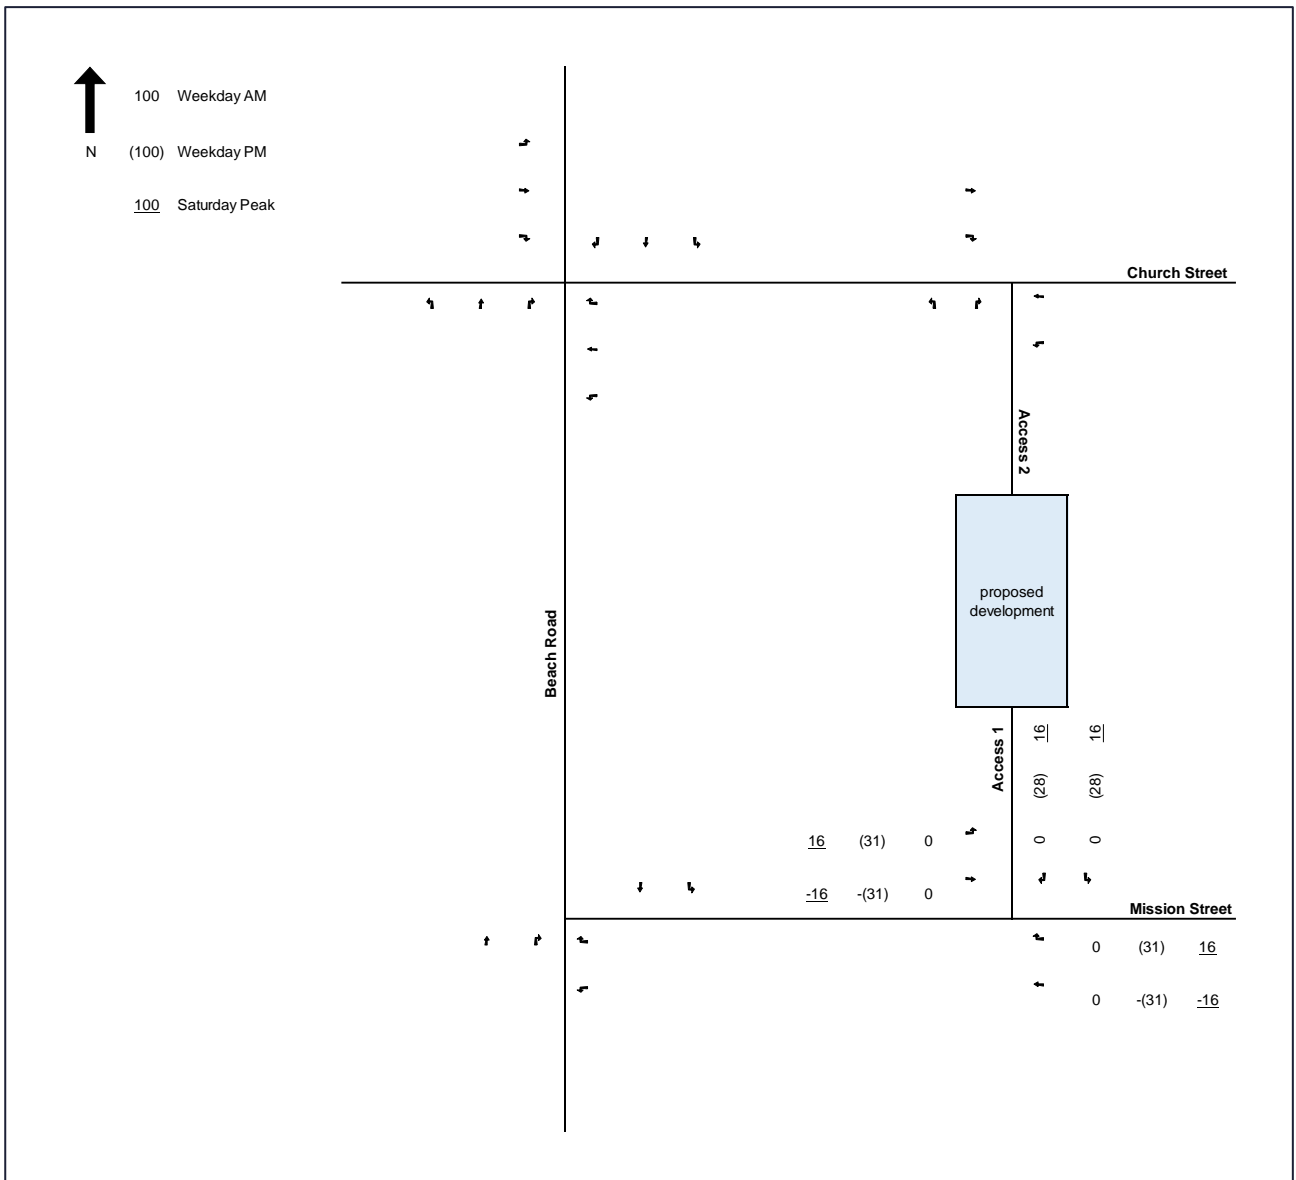 100 Weekday AM
N (100) Weekday PM
100 Saturday Peak
Church Street
Access 2
proposed
development
Beach Road
Access 1
16 16
(28) (28)
0 0
16 (31) 0
-16 -(31) 0
Mission Street
0 (31) 16
0 -(31) -16